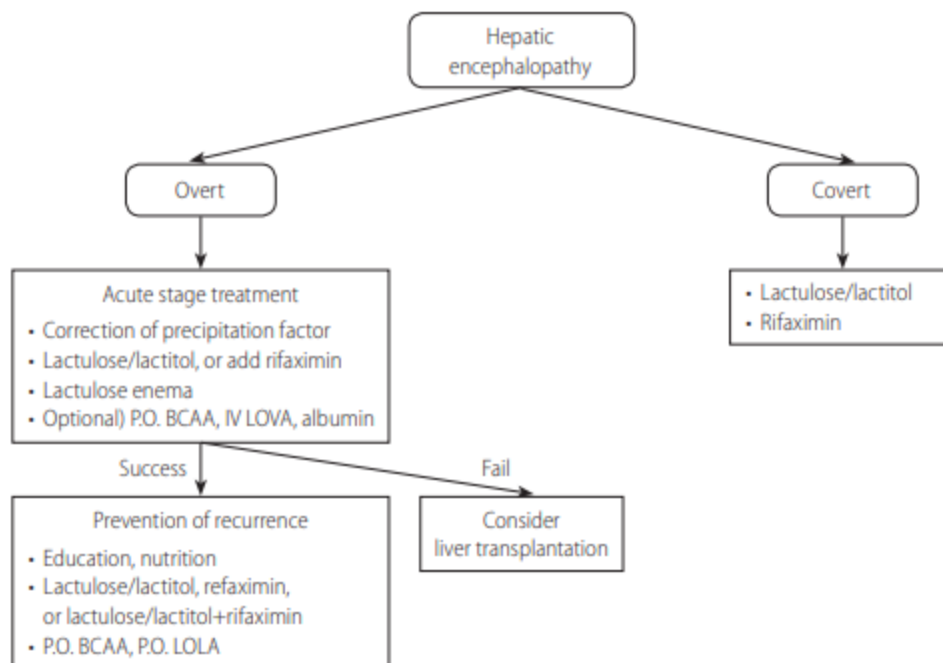 Hepatic
encephalopathy
Overt
Covert
Acute stage treatment
• Correction of precipitation factor
• Lactulose/lactitol, or add rifaximin
• Lactulose enema
• Optional) P.O. BCAA, IV LOVA, albumin
• Lactulose/lactitol
• Rifaximin
Success
Fail
Prevention of recurrence
• Education, nutrition
• Lactulose/lactitol, refaximin,
or lactulose/lactitol+rifaximin
• P.O. BCAA, P.O. LOLA
Consider
liver transplantation